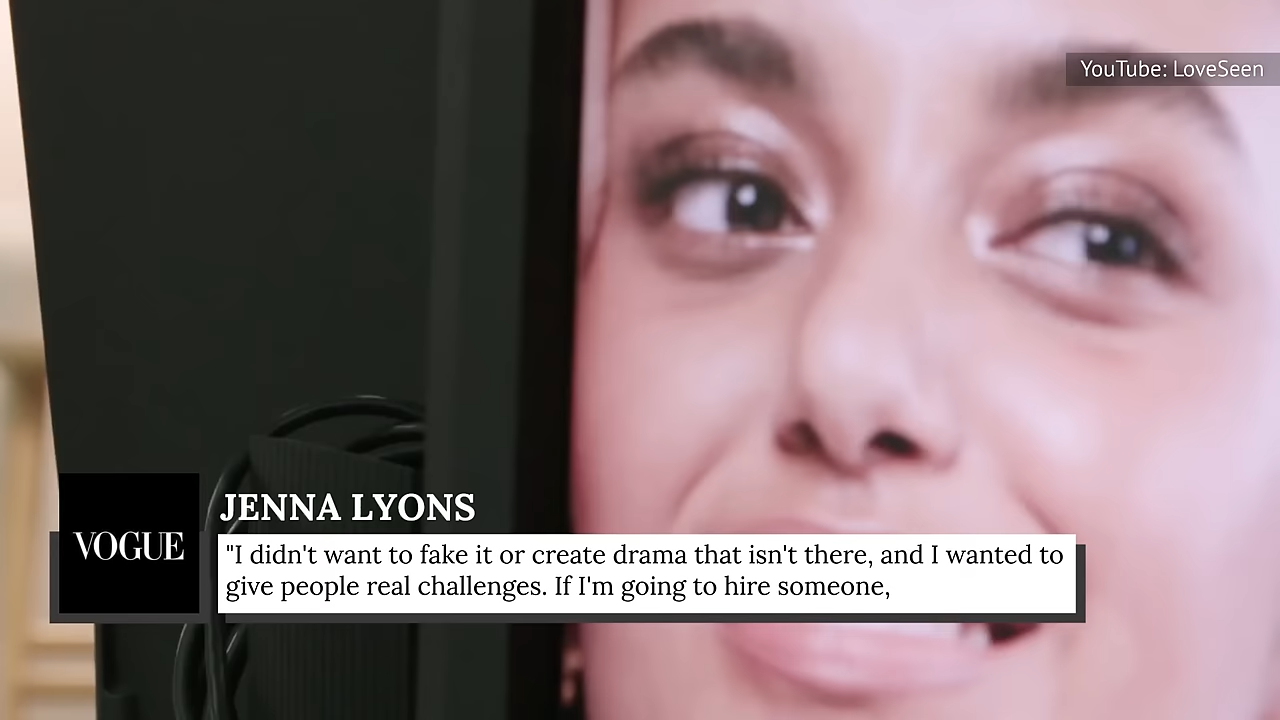 YouTube: LoveSeen
JENNA LYONS
VOGUE
"I didn't want to fake it or create drama that isn't there, and I wanted to
give people real challenges. If I'm going to hire someone,